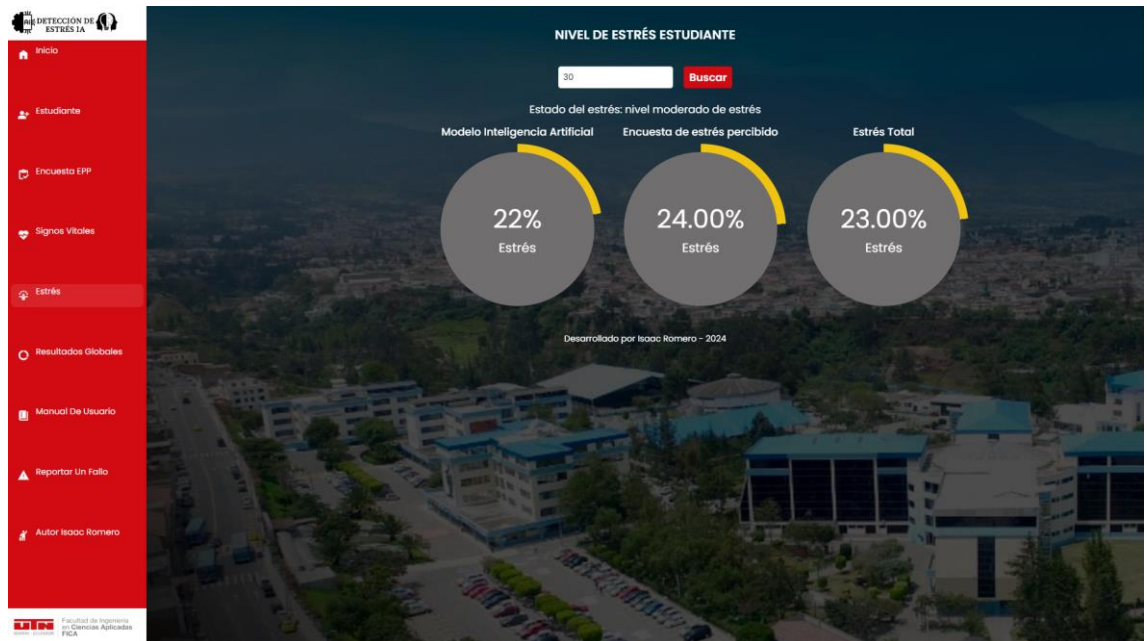 DETECCIÓN DE
ESTRÉS IA
Inicio
Estudiante
Encuesta EPP
Signos Vitales
Estrés
Resultados Globales
Manual De Usuario
Reportar Un Fallo
Autor Isaac Romero
UTN
Facultad de Ingeniería
en Ciencias Aplicadas
FICA
NIVEL DE ESTRÉS ESTUDIANTE
30
Buscar
Estado del estrés: nivel moderado de estrés
Modelo Inteligencia Artificial
22%
Estrés
Encuesta de estrés percibido
24.00%
Estrés
Estrés Total
23.00%
Estrés
Desarrollado por Isaac Romero - 2024